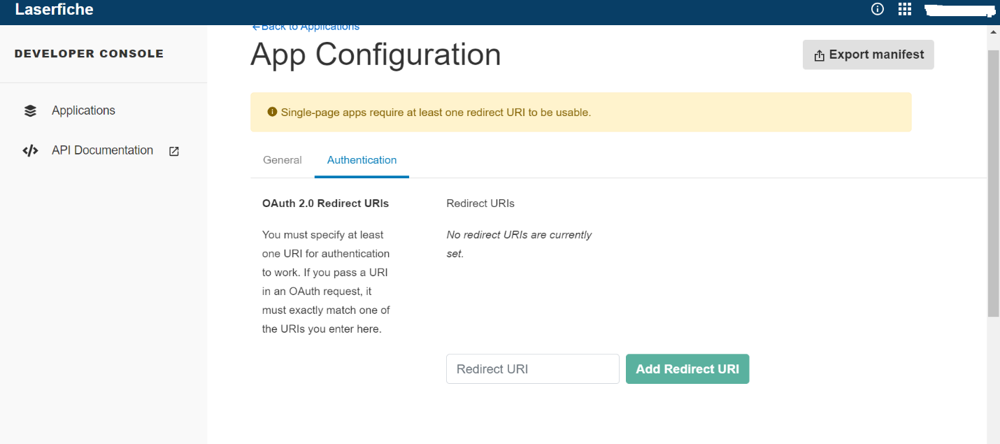 Laserfiche
←Back to Applications
DEVELOPER CONSOLE
App Configuration
Export manifest
Applications
Single-page apps require at least one redirect URI to be usable.
API Documentation
General
Authentication
OAuth 2.0 Redirect URIs
You must specify at least
one URI for authentication
to work. If you pass a URI
in an OAuth request, it
must exactly match one of
the URIs you enter here.
Redirect URIs
No redirect URIs are currently
set.
Redirect URI
Add Redirect URI